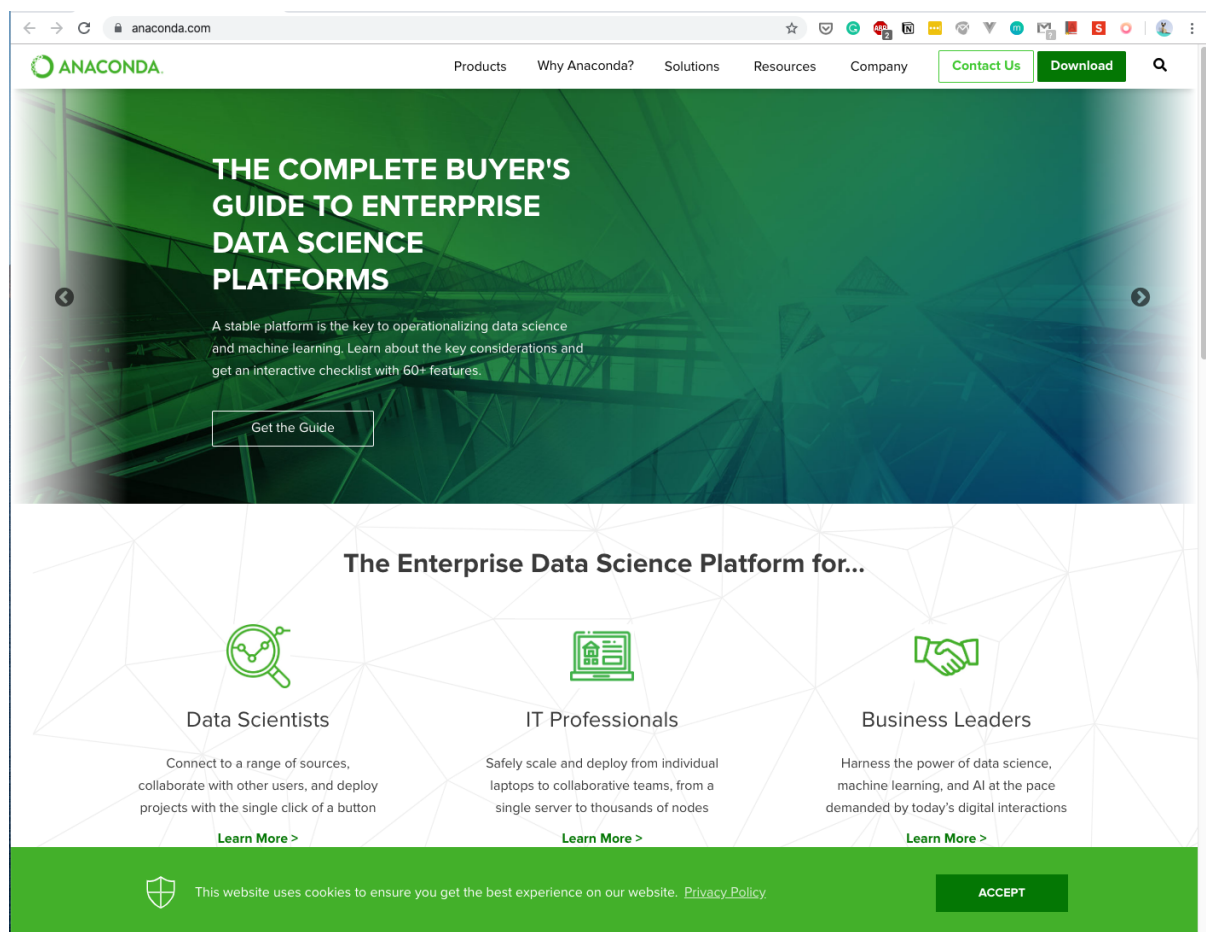 anaconda.com
2
ANACONDA.
Products Why Anaconda? Solutions Resources Company Contact Us Download
THE COMPLETE BUYER'S
GUIDE TO ENTERPRISE
DATA SCIENCE
PLATFORMS
A stable platform is the key to operationalizing data science
and machine learning. Learn about the key considerations and
get an interactive checklist with 60+ features.
Get the Guide
The Enterprise Data Science Platform for...
Data Scientists
Connect to a range of sources,
collaborate with other users, and deploy
projects with the single click of a button
Learn More >
IT Professionals
Safely scale and deploy from individual
laptops to collaborative teams, from a
single server to thousands of nodes
Learn More >
Business Leaders
Harness the power of data science,
machine learning, and AI at the pace
demanded by today's digital interactions
Learn More >
This website uses cookies to ensure you get the best experience on our website. Privacy Policy
ACCEPT